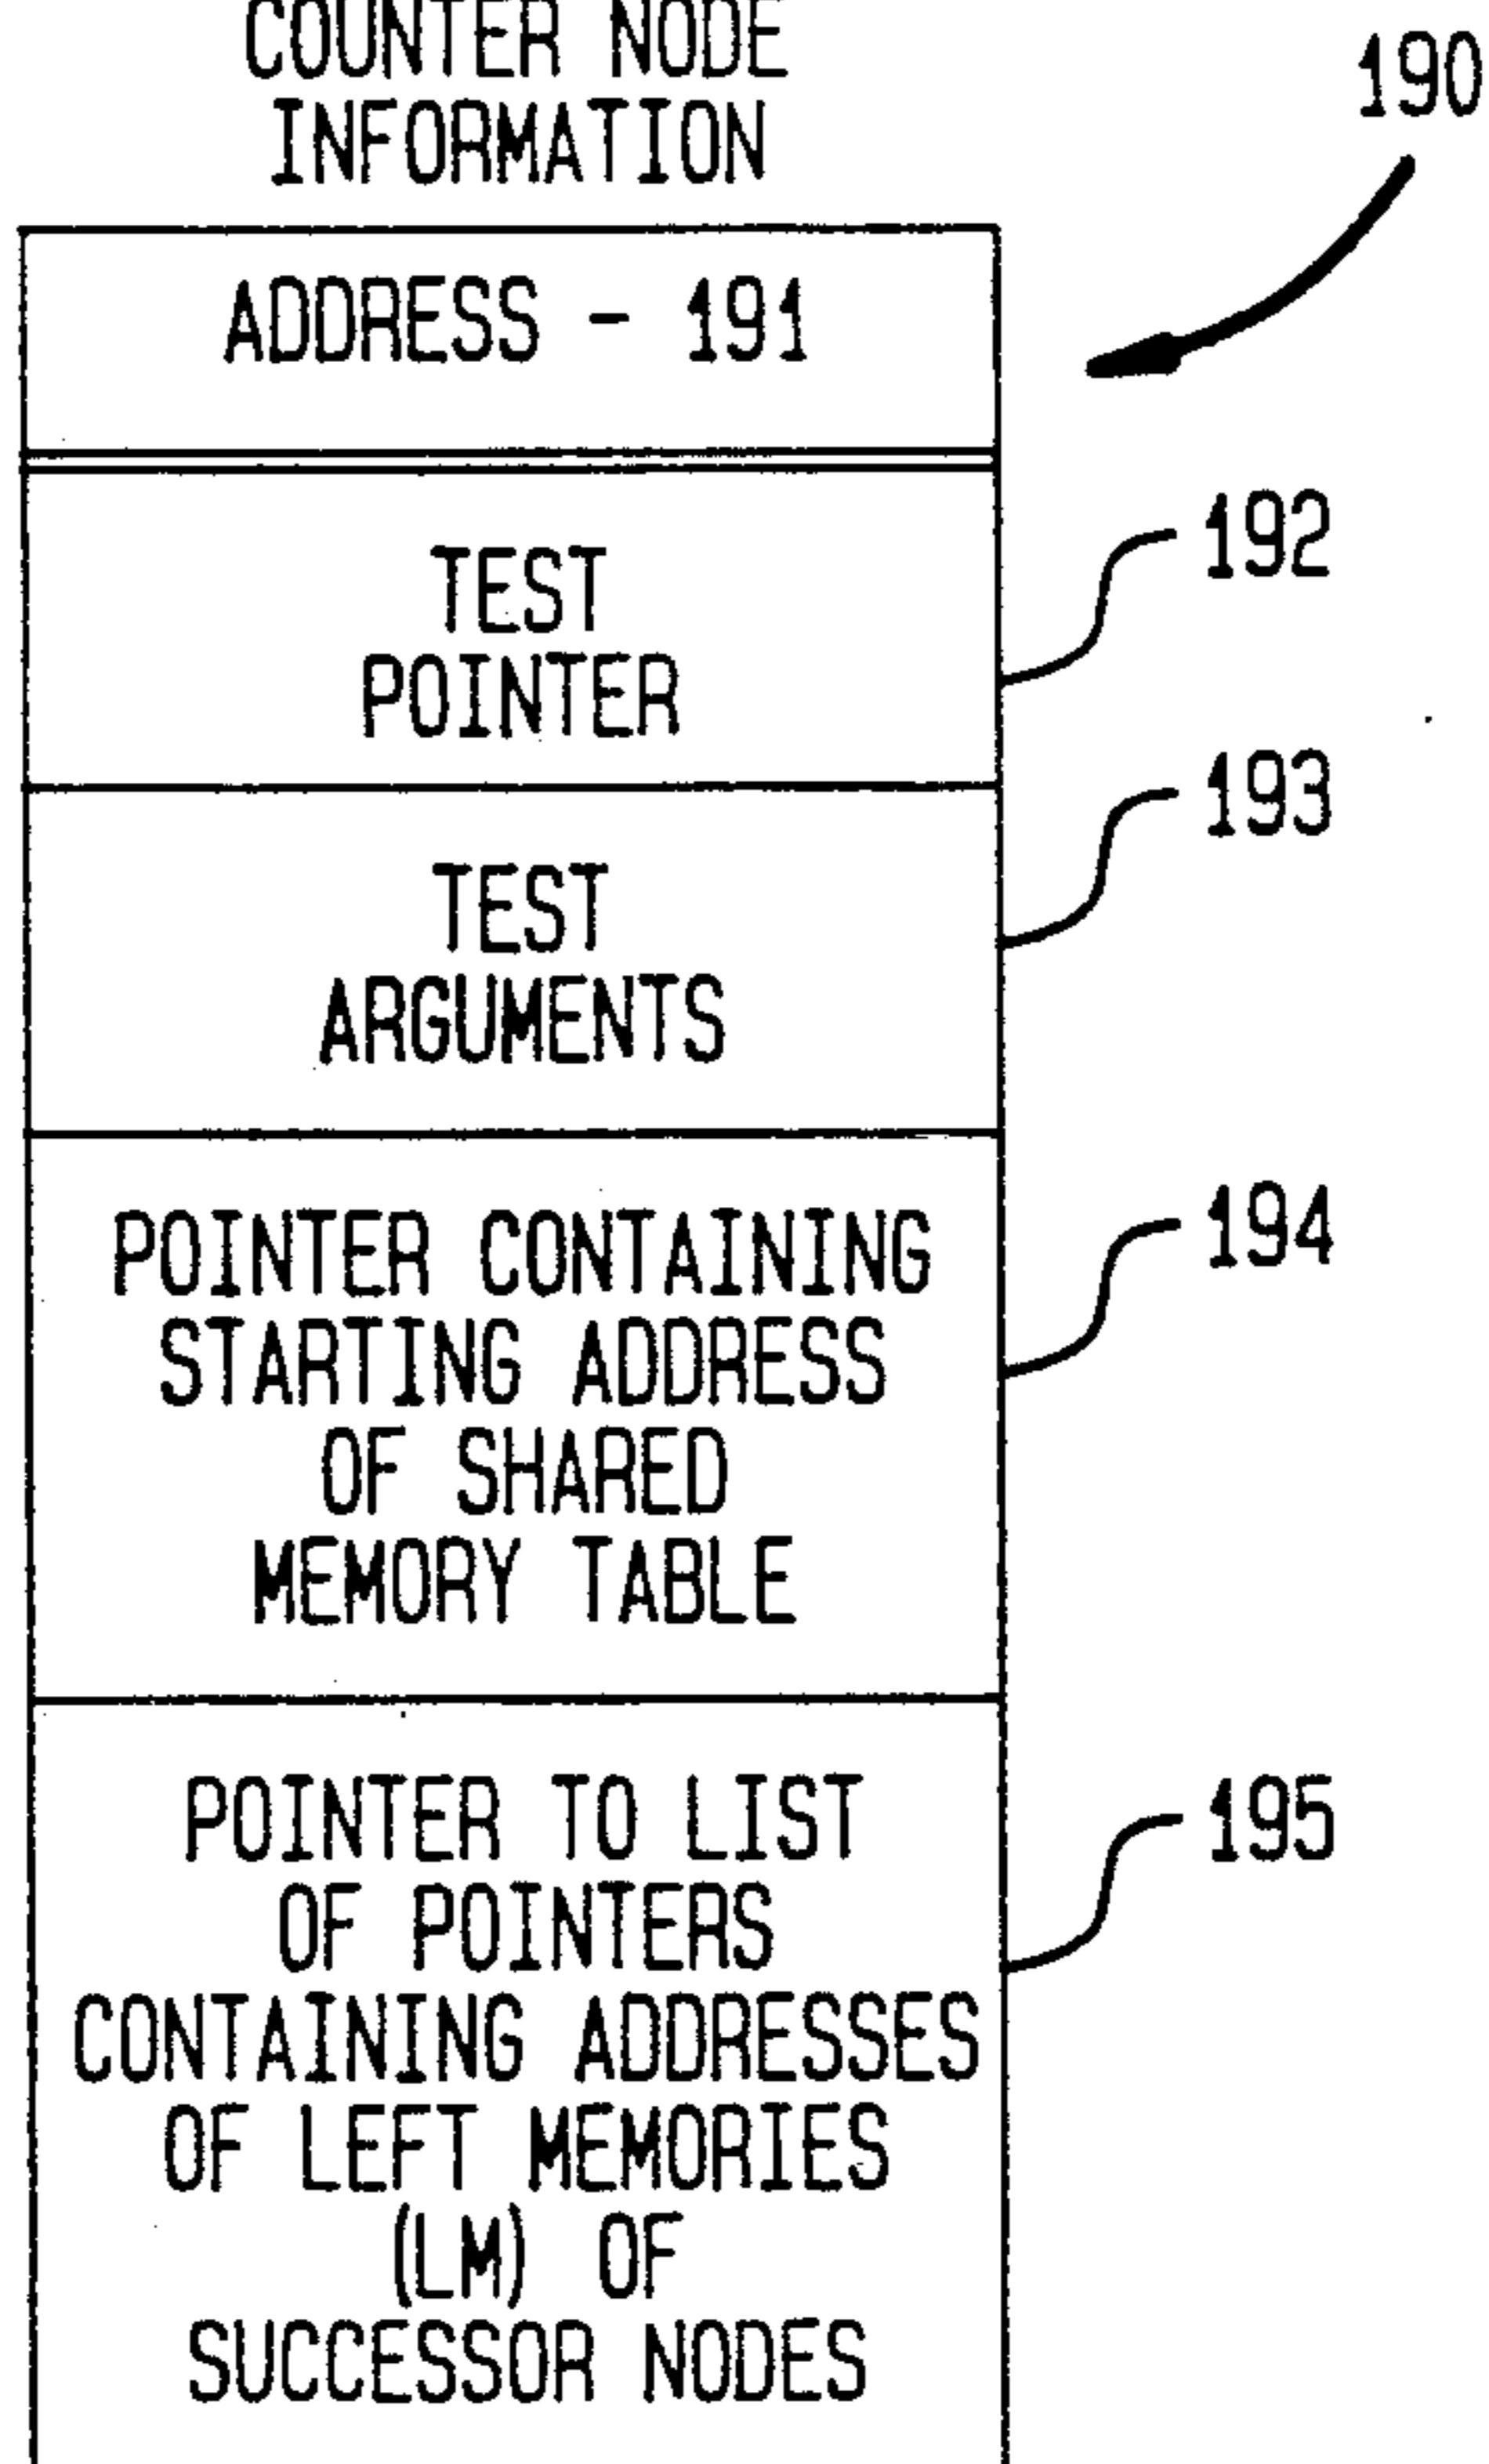 COUNTER NODE
INFORMATION
190
ADDRESS - 191
TEST
POINTER
192
TEST
ARGUMENTS
193
POINTER CONTAINING
STARTING ADDRESS
OF SHARED
MEMORY TABLE
194
POINTER TO LIST
OF POINTERS
CONTAINING ADDRESSES
OF LEFT MEMORIES
(LM) OF
SUCCESSOR NODES
195